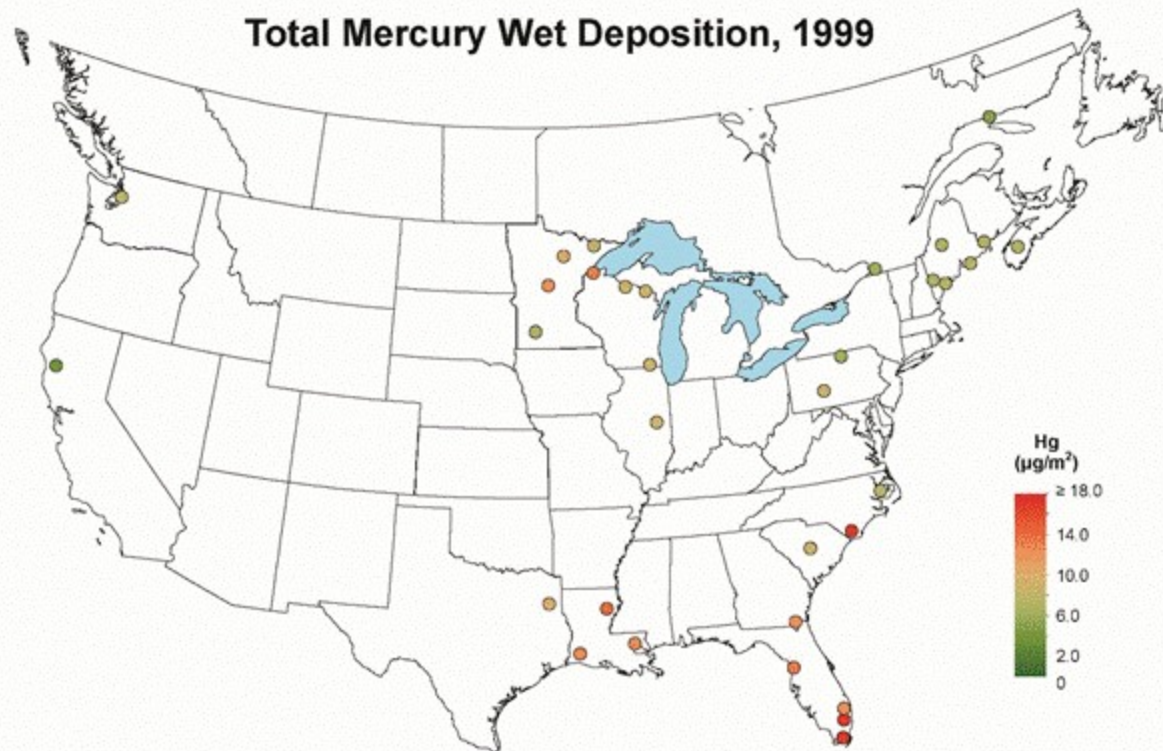 Total Mercury Wet Deposition, 1999
Hg
(µg/m²)
≥ 18.0
14.0
10.0
6.0
2.0
0